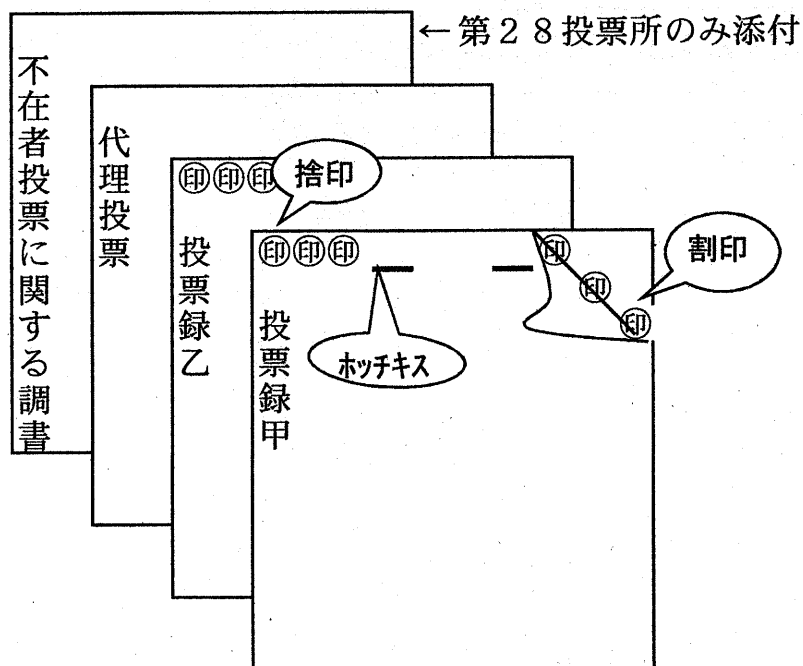 ←第２８投票所のみ添付
不在者投票に関する調書
代理投票
㊞㊞㊞
捨印
投票録乙
㊞㊞㊞
㊞
㊞
㊞
割印
ホッチキス
投票録甲